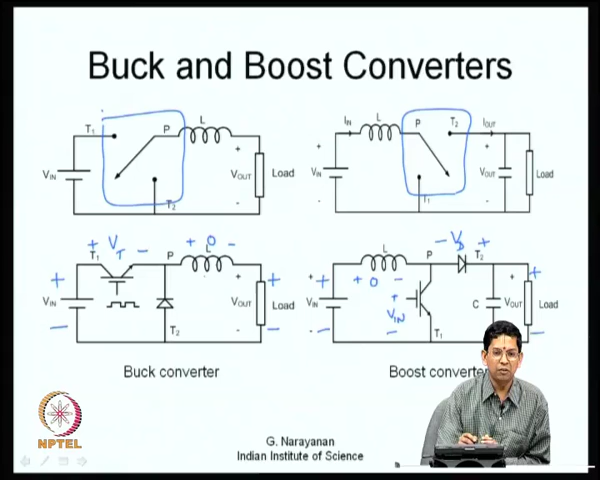 Buck and Boost Converters
T1 P L
VIN VOUT Load
+
-
T2
IIN L P T2 IOUT
+ +
VIN VOUT Load
- -
T1
+ VT - + 0 -
T1 P L
+ VIN - + VOUT - + Load -
T2
- VD +
L P T2
+ 0 -
+ VIN - + VIN - C + VOUT - + Load -
T1
Buck converter
Boost converter
NPTEL
G. Narayanan
Indian Institute of Science